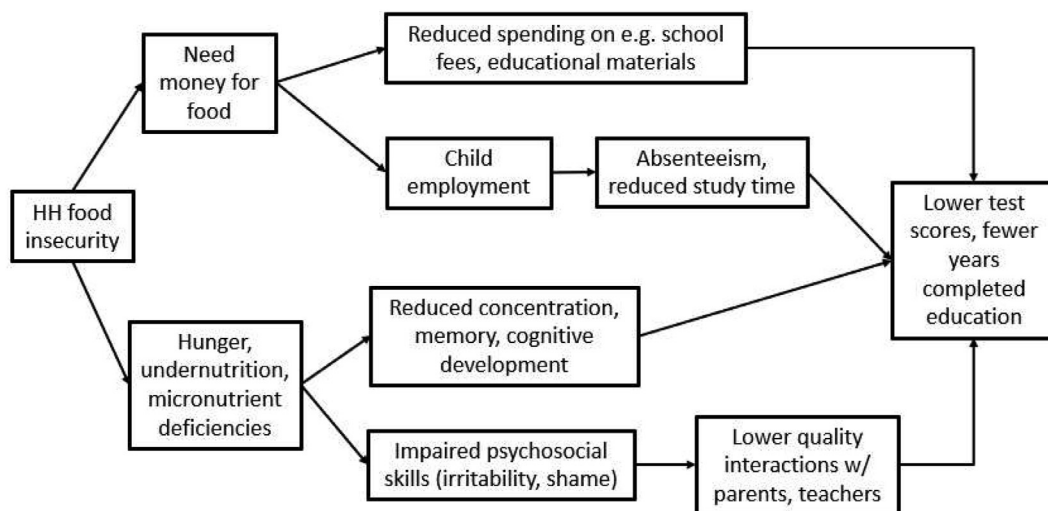 Need
money for
food
Reduced spending on e.g. school
fees, educational materials
Child
employment
Absenteeism,
reduced study time
HH food
insecurity
Lower test
scores, fewer
years
completed
education
Hunger,
undernutrition,
micronutrient
deficiencies
Reduced concentration,
memory, cognitive
development
Impaired psychosocial
skills (irritability, shame)
Lower quality
interactions w/
parents, teachers